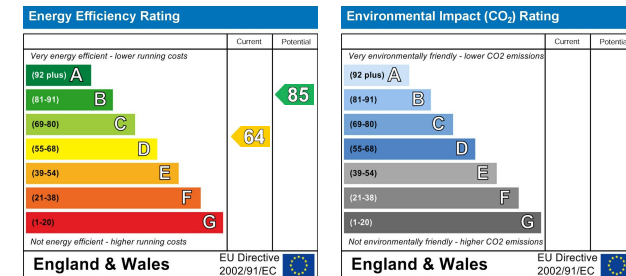 Energy Efficiency Rating
Current Potential
Very energy efficient - lower running costs
(92 plus) A
(81-91) B
85
(69-80) C
64
(55-68) D
(39-54) E
(21-38) F
(1-20) G
Not energy efficient - higher running costs
England & Wales
EU Directive
2002/91/EC
Environmental Impact (CO2) Rating
Current Potential
Very environmentally friendly - lower CO2 emissions
(92 plus) A
(81-91) B
(69-80) C
(55-68) D
(39-54) E
(21-38) F
(1-20) G
Not environmentally friendly - higher CO2 emissions
England & Wales
EU Directive
2002/91/EC